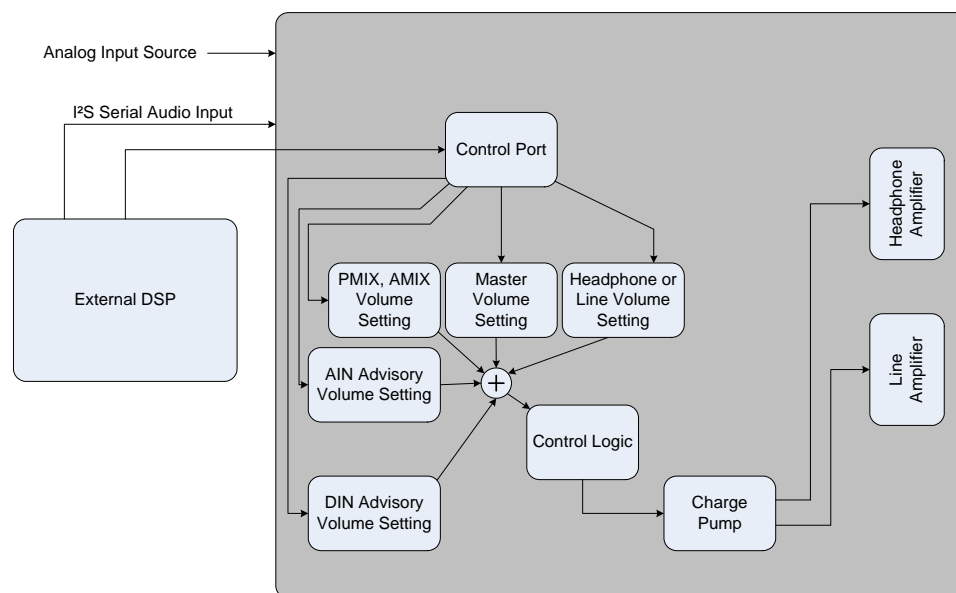 Analog Input Source
I²S Serial Audio Input
Control Port
External DSP
PMIX, AMIX
Volume
Setting
Master
Volume
Setting
Headphone or
Line Volume
Setting
AIN Advisory
Volume Setting
+
Control Logic
DIN Advisory
Volume Setting
Charge
Pump
Headphone
Amplifier
Line
Amplifier